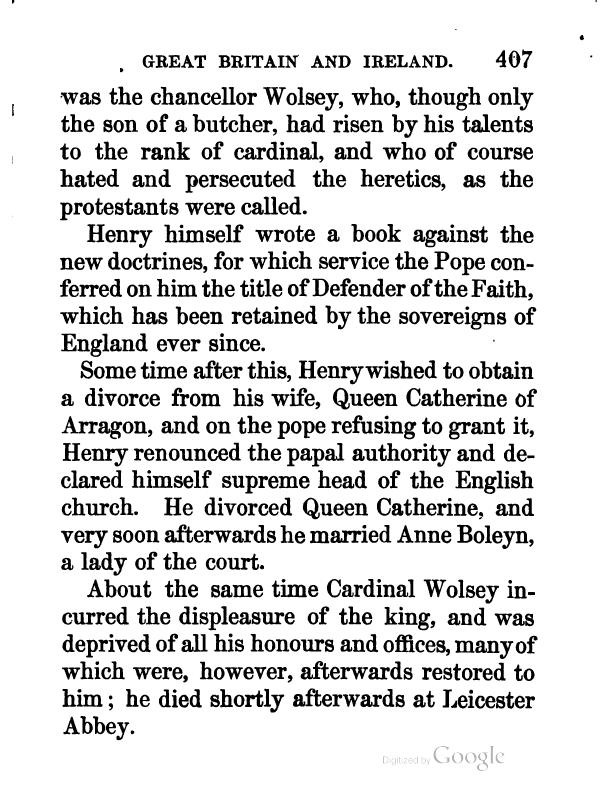 GREAT BRITAIN AND IRELAND. 407
was the chancellor Wolsey, who, though only
the son of a butcher, had risen by his talents
to the rank of cardinal, and who of course
hated and persecuted the heretics, as the
protestants were called.
Henry himself wrote a book against the
new doctrines, for which service the Pope con-
ferred on him the title of Defender of the Faith,
which has been retained by the sovereigns of
England ever since.
Some time after this, Henry wished to obtain
a divorce from his wife, Queen Catherine of
Arragon, and on the pope refusing to grant it,
Henry renounced the papal authority and de-
clared himself supreme head of the English
church. He divorced Queen Catherine, and
very soon afterwards he married Anne Boleyn,
a lady of the court.
About the same time Cardinal Wolsey in-
curred the displeasure of the king, and was
deprived of all his honours and offices, many of
which were, however, afterwards restored to
him; he died shortly afterwards at Leicester
Abbey.
Digitized by Google